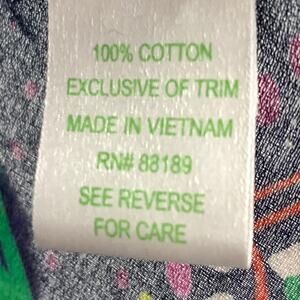 100% COTTON
EXCLUSIVE OF TRIM
MADE IN VIETNAM
RN# 88189
SEE REVERSE
FOR CARE